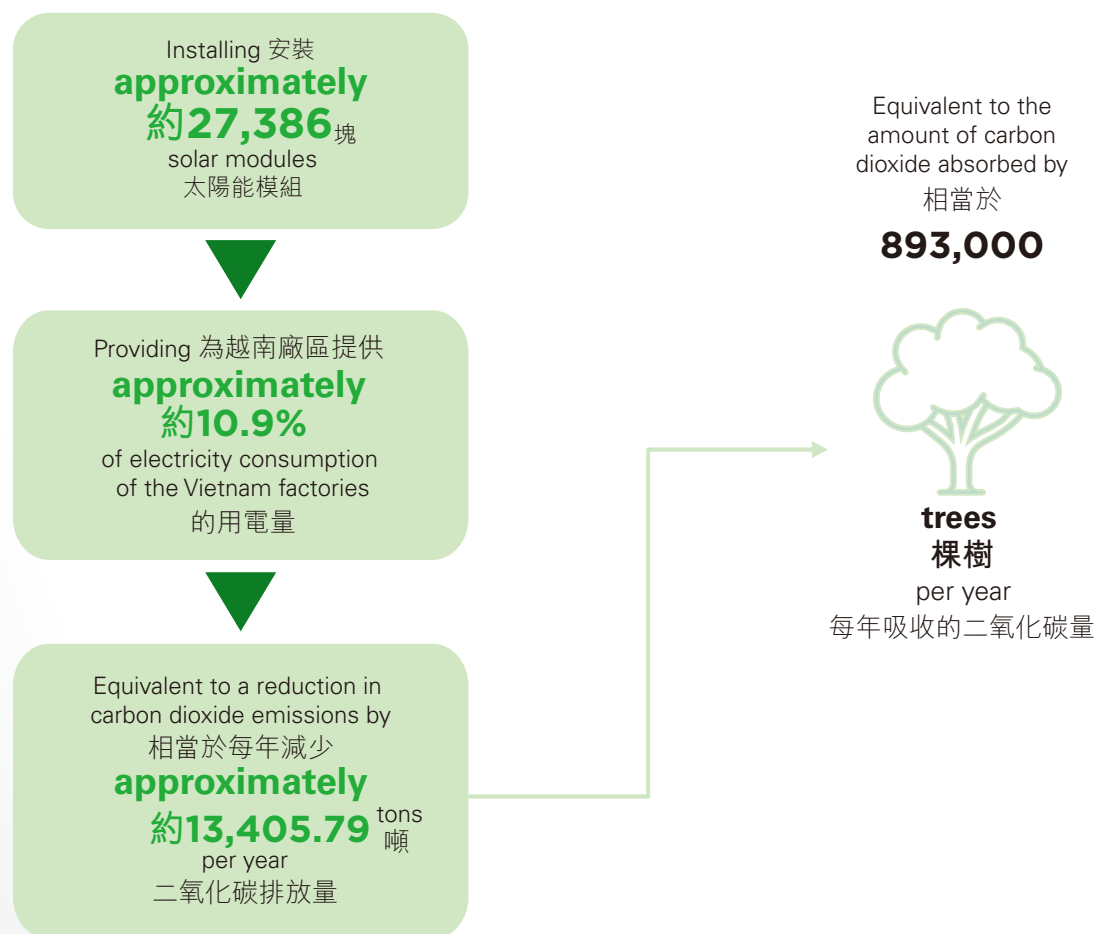 Installing 安裝
approximately
約27,386塊
solar modules
太陽能模組
Providing 為越南廠區提供
approximately
約10.9%
of electricity consumption
of the Vietnam factories
的用電量
Equivalent to a reduction in
carbon dioxide emissions by
相當於每年減少
approximately
約13,405.79 tons
噸
per year
二氧化碳排放量
Equivalent to the
amount of carbon
dioxide absorbed by
相當於
893,000
trees
棵樹
per year
每年吸收的二氧化碳量